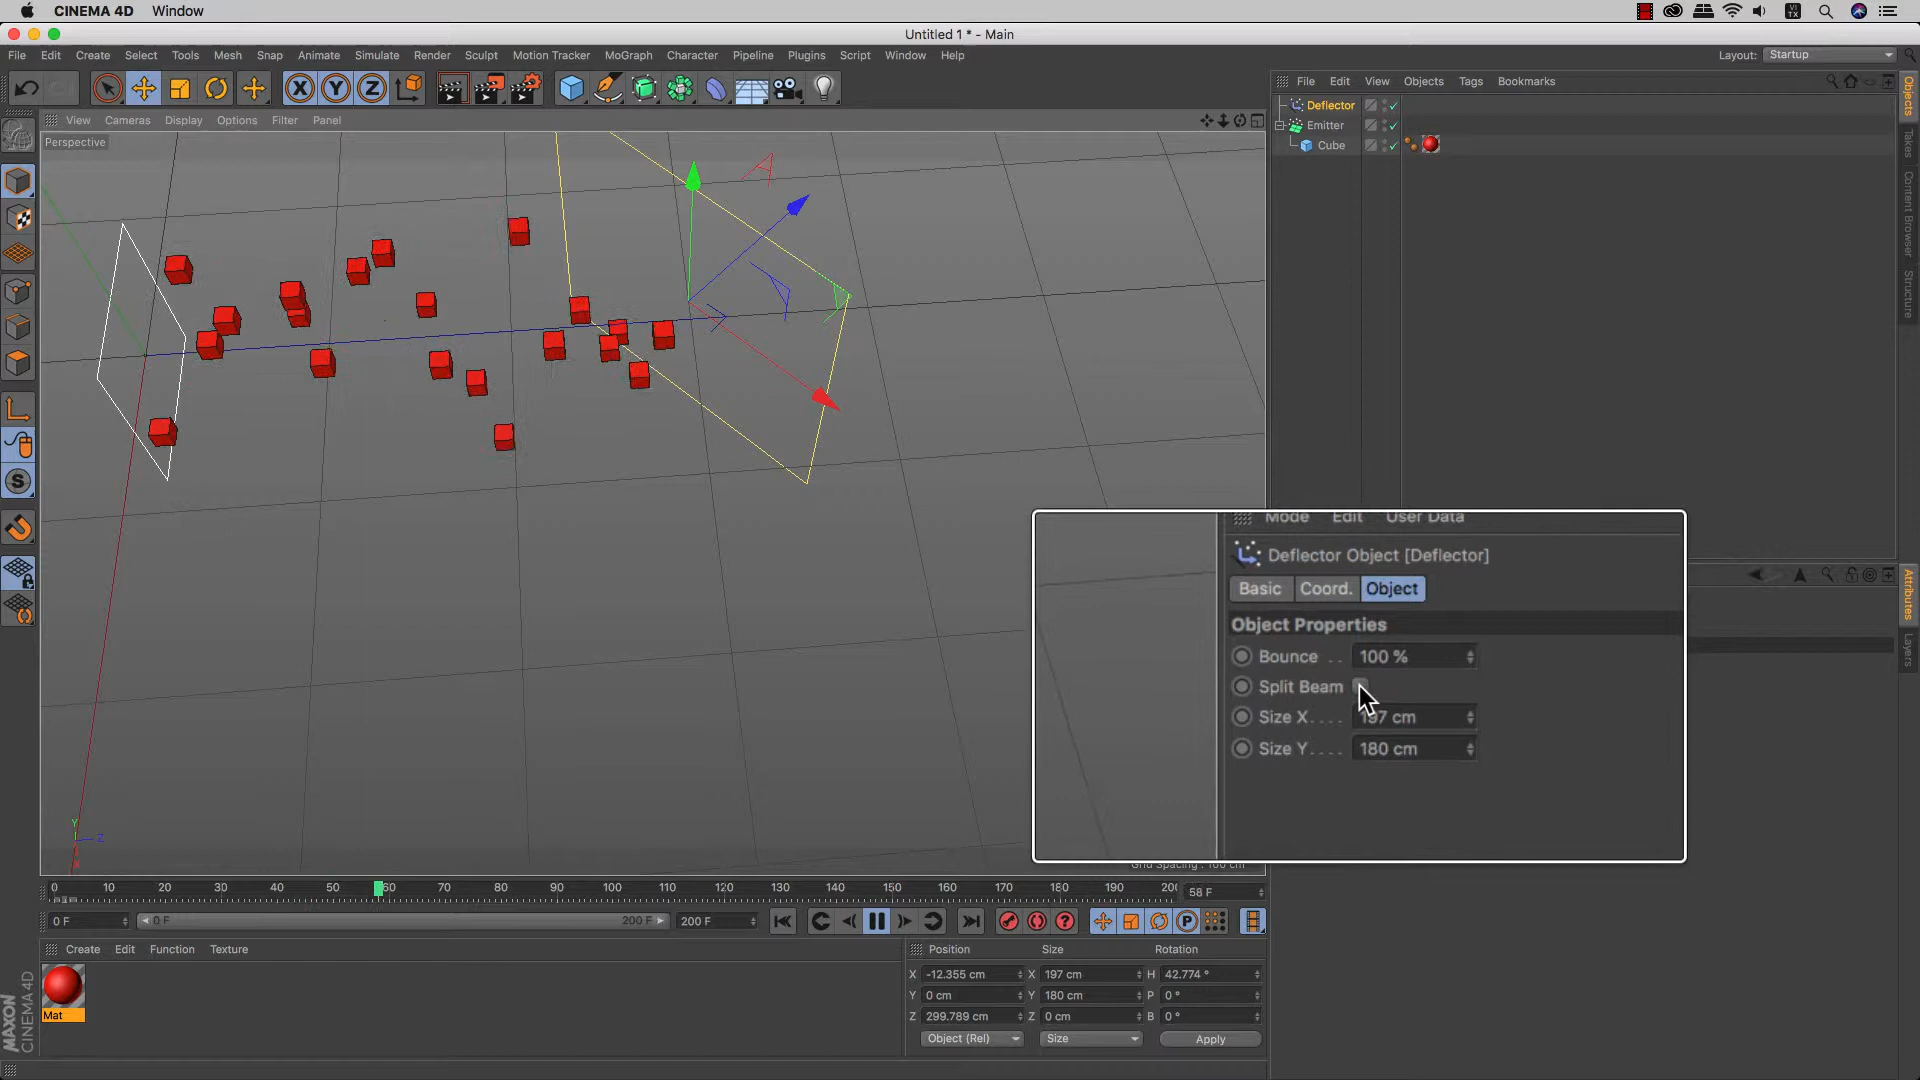 CINEMA 4D Window
Untitled 1 * - Main
File Edit Create Select Tools Mesh Snap Animate Simulate Render Sculpt Motion Tracker MoGraph Character Pipeline Plugins Script Window Help
Layout: Startup
File Edit View Objects Tags Bookmarks
Deflector
Emitter
Cube
View Cameras Display Options Filter Panel
Perspective
Objects
Takes
Content Browser
Structure
Attributes
Layers
Mode Edit User Data
Deflector Object [Deflector]
Basic Coord. Object
Object Properties
Bounce . . 100 %
Split Beam
Size X . . . . 197 cm
Size Y . . . . 180 cm
Grid Spacing : 100 cm
Y
Z
X
0 10 20 30 40 50 60 70 80 90 100 110 120 130 140 150 160 170 180 190 20 58 F
0 F 0 F 200 F 200 F
Create Edit Function Texture
Mat
MAXON
CINEMA 4D
Position Size Rotation
X -12.355 cm X 197 cm H 42.774 °
Y 0 cm Y 180 cm P 0 °
Z 299.789 cm Z 0 cm B 0 °
Object (Rel) Size Apply